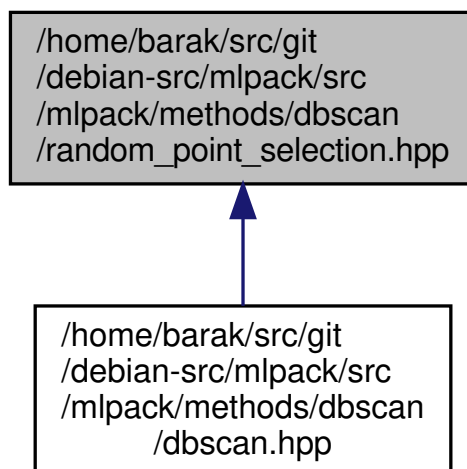 /home/barak/src/git
/debian-src/mlpack/src
/mlpack/methods/dbscan
/random_point_selection.hpp
/home/barak/src/git
/debian-src/mlpack/src
/mlpack/methods/dbscan
/dbscan.hpp